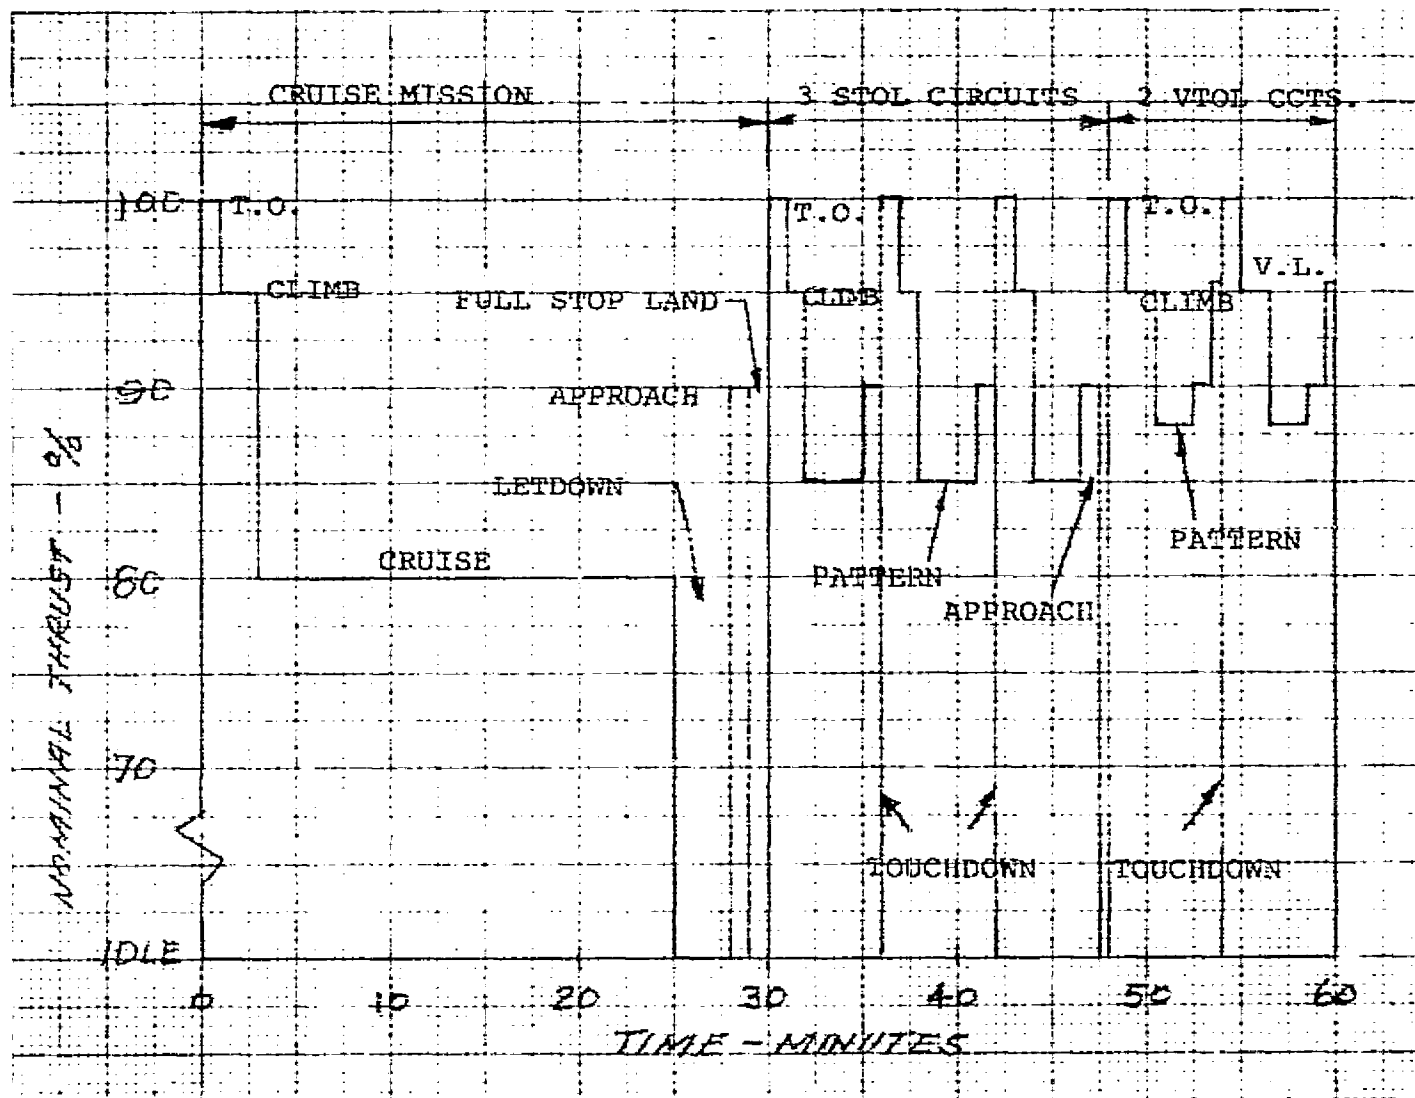 CRUISE MISSION
3 STOL CIRCUITS
2 VTOL CCTS.
100
T.O.
T.O.
T.O.
V.L.
CLIMB
FULL STOP LAND
CLIMB
CLIMB
90
APPROACH
LETDOWN
PATTERN
CRUISE
80
PATTERN
APPROACH
NOMINAL THRUST - %
70
TOUCHDOWN
TOUCHDOWN
IDLE
0
10
20
30
40
50
60
TIME - MINUTES